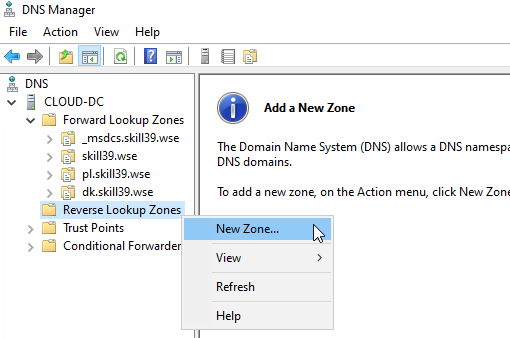 DNS Manager
File Action View Help
DNS
CLOUD-DC
Forward Lookup Zones
_msdcs.skill39.wse
skill39.wse
pl.skill39.wse
dk.skill39.wse
Reverse Lookup Zones
Trust Points
Conditional Forwarder
Add a New Zone
The Domain Name System (DNS) allows a DNS namespa
DNS domains.
To add a new zone, on the Action menu, click New Zone
New Zone...
View
Refresh
Help